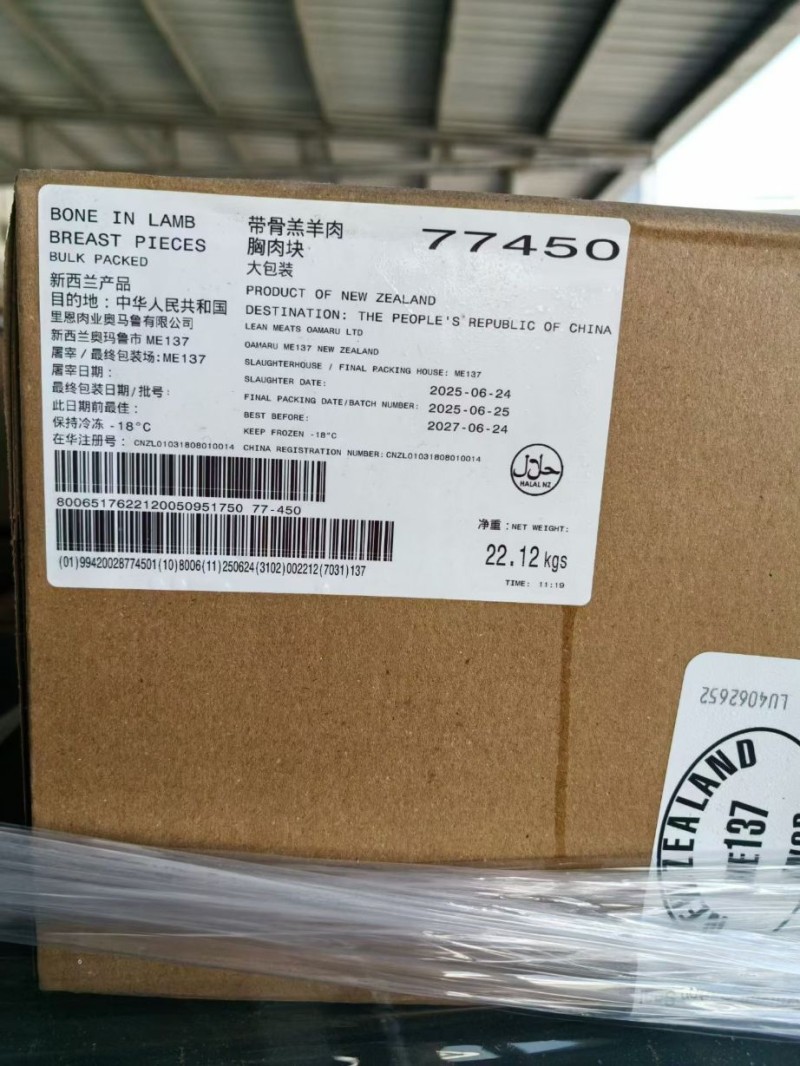 BONE IN LAMB
BREAST PIECES
BULK PACKED
新西兰产品
目的地：中华人民共和国
里恩肉业奥马鲁有限公司
新西兰奥玛鲁市 ME137
屠宰／最终包装场:ME137
屠宰日期：
最终包装日期/批号：
此日期前最佳：
保持冷冻 -18°C
在华注册号： CNZL01031808010014
带骨羔羊肉
胸肉块
大包装
77450
PRODUCT OF NEW ZEALAND
DESTINATION: THE PEOPLE'S REPUBLIC OF CHINA
LEAN MEATS OAMARU LTD
OAMARU ME137 NEW ZEALAND
SLAUGHTERHOUSE / FINAL PACKING HOUSE: ME137
SLAUGHTER DATE: 2025-06-24
FINAL PACKING DATE/BATCH NUMBER: 2025-06-25
BEST BEFORE: 2027-06-24
KEEP FROZEN -18°C
CHINA REGISTRATION NUMBER: CNZL01031808010014
حلال
HALAL NZ
8006517622120050951750 77-450
(01)99420028774501(10)8006(11)250624(3102)002212(7031)137
净重：NET WEIGHT:
22.12 kgs
TIME: 11:19
LU4062652
ZEALAND
ME137